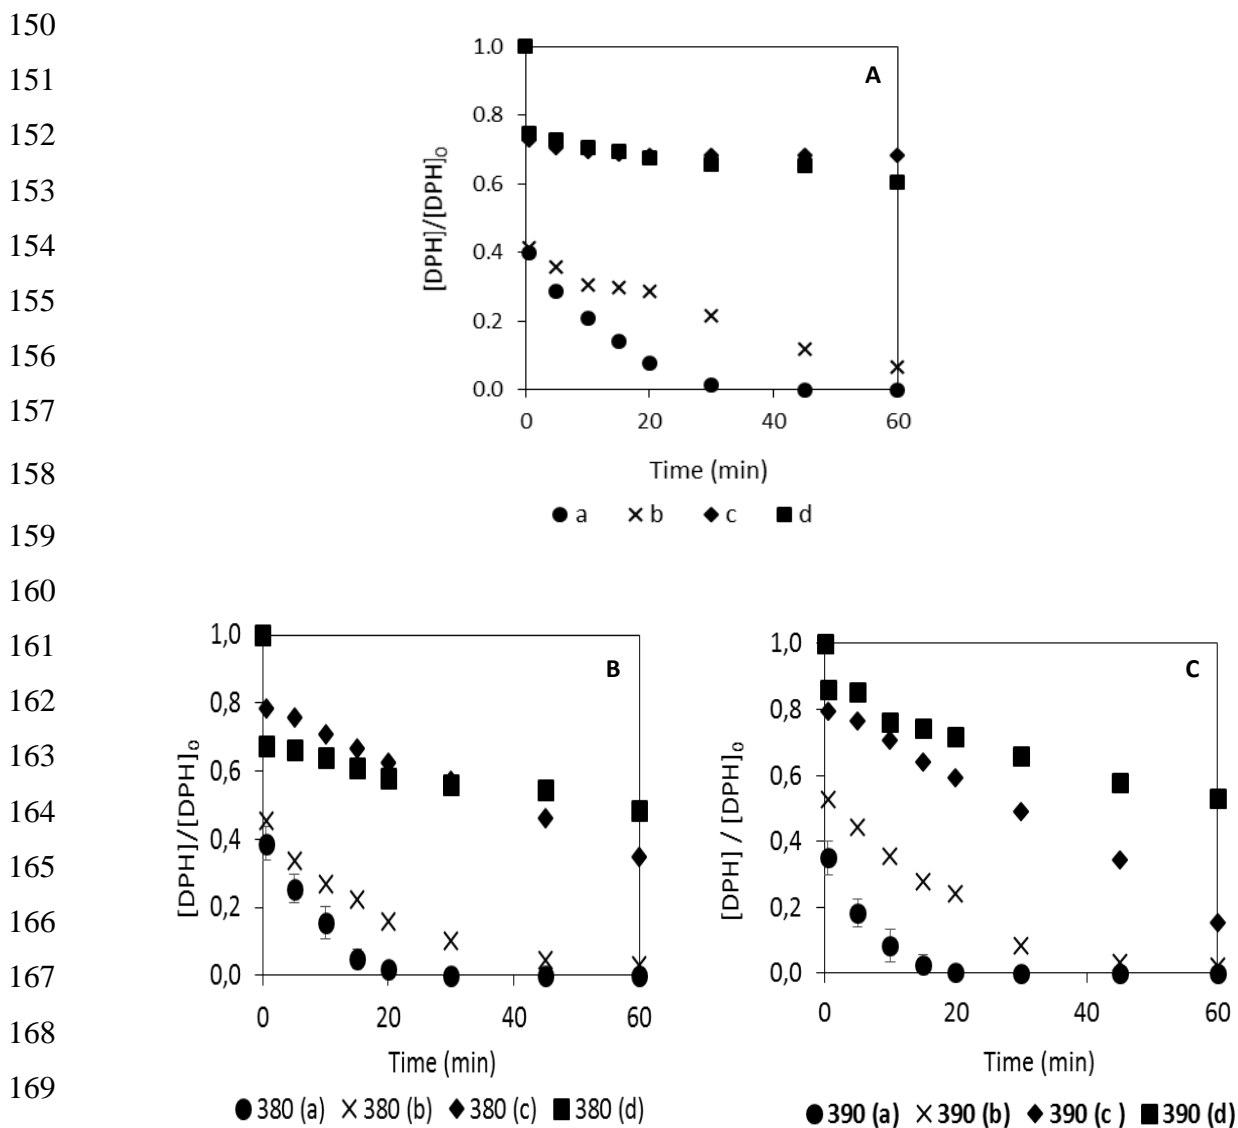 150
151
152
153
154
155
156
157
158
159
160
161
162
163
164
165
166
167
168
169
A
1.0
0.8
0.6
0.4
0.2
0.0
[DPH]/[DPH]₀
0 20 40 60
Time (min)
a b c d
B
1,0
0,8
0,6
0,4
0,2
0,0
[DPH]/[DPH]₀
0 20 40 60
Time (min)
380 (a) 380 (b) 380 (c) 380 (d)
C
1,0
0,8
0,6
0,4
0,2
0,0
[DPH] / [DPH]₀
0 20 40 60
Time (min)
390 (a) 390 (b) 390 (c ) 390 (d)